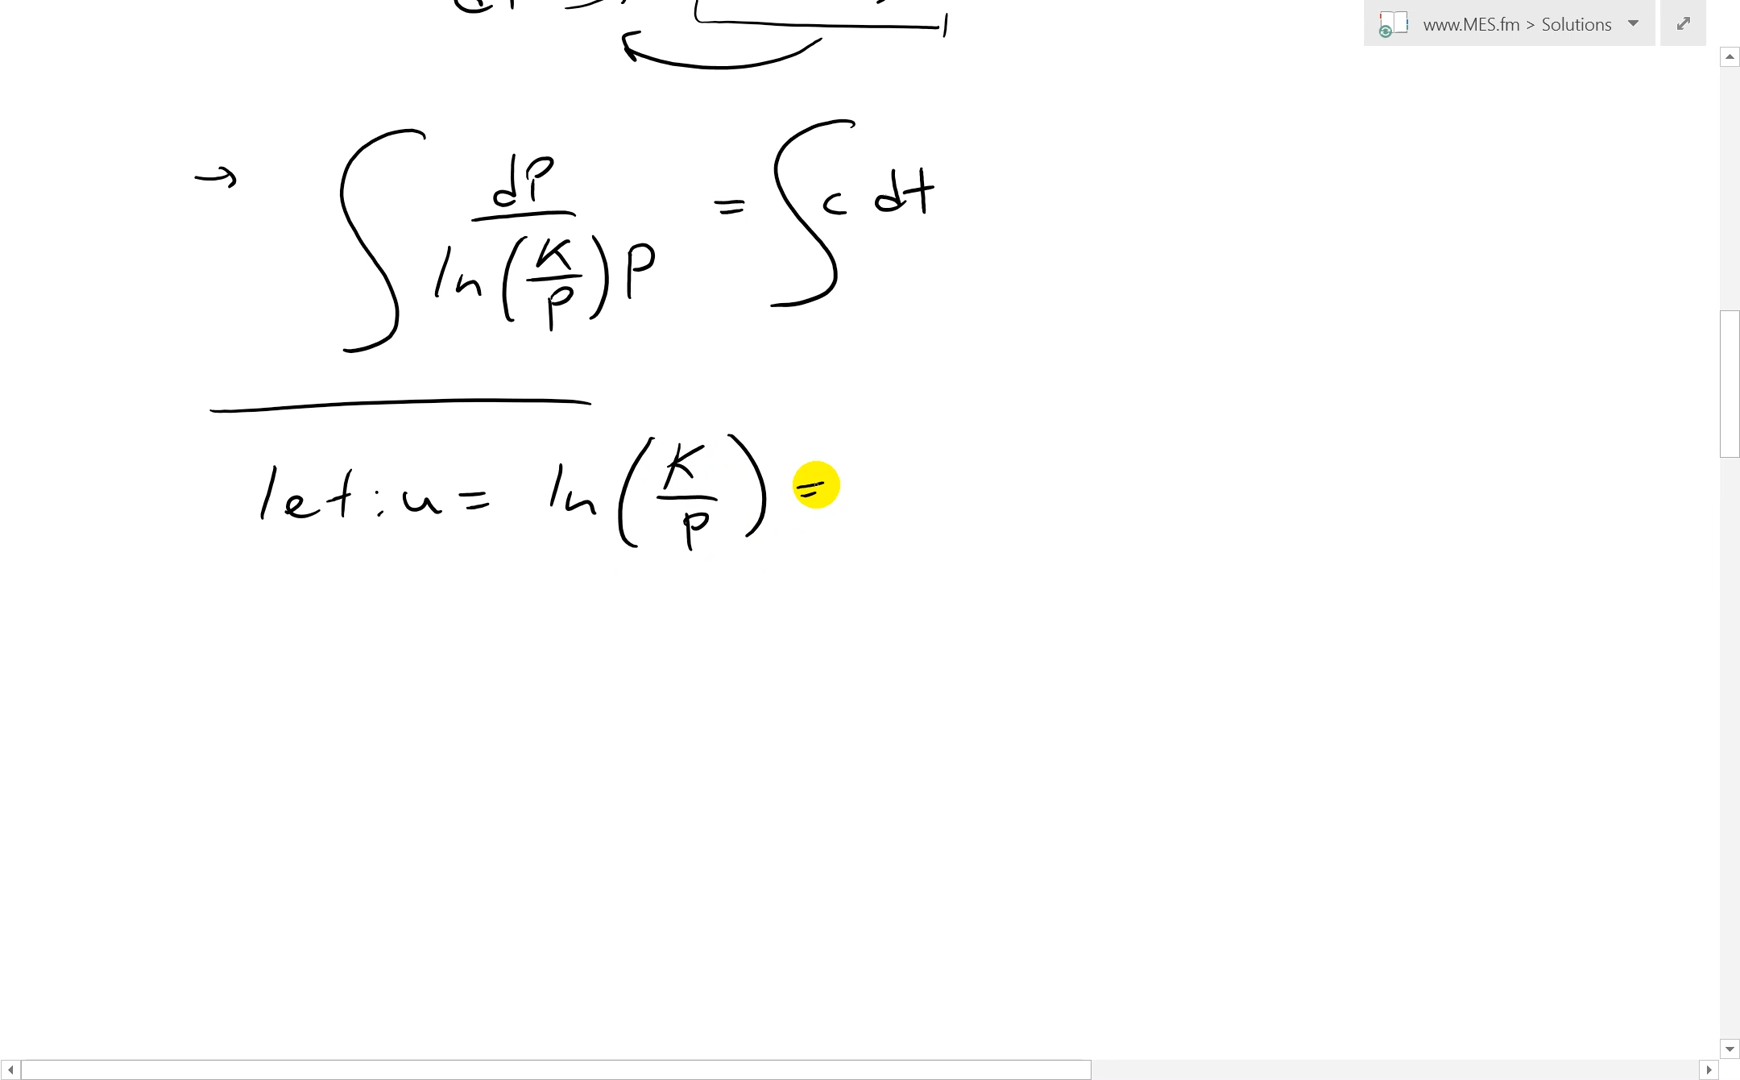 www.MES.fm > Solutions
→ ∫ dP / (ln(K/P) P) = ∫ c dt
let: u = ln(K/P) =